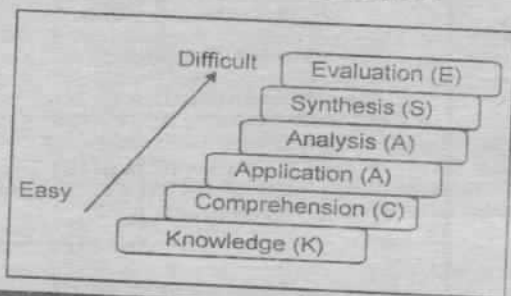 Difficult
Evaluation (E)
Synthesis (S)
Analysis (A)
Application (A)
Easy
Comprehension (C)
Knowledge (K)